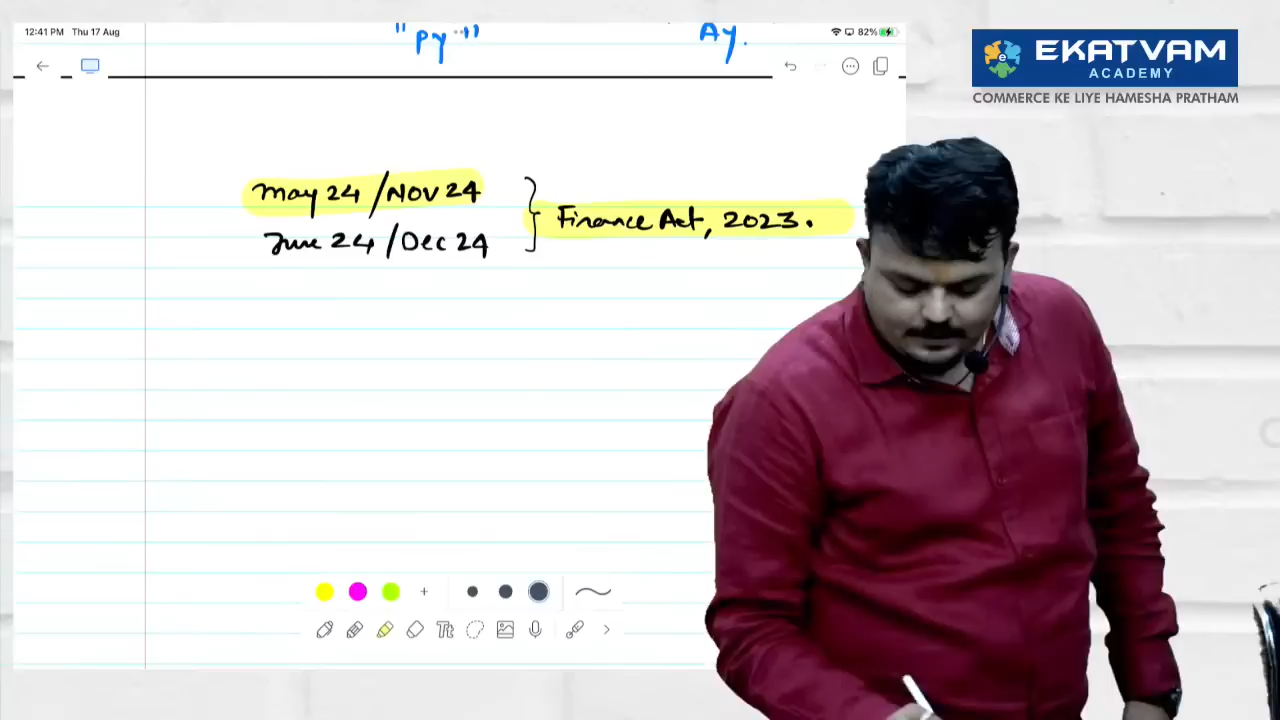 12:41 PM Thu 17 Aug
82%
"PY"
AY.
EKATVAM
ACADEMY
COMMERCE KE LIYE HAMESHA PRATHAM
May 24 / NOV 24
June 24 / Dec 24
Finance Act, 2023.
Tt